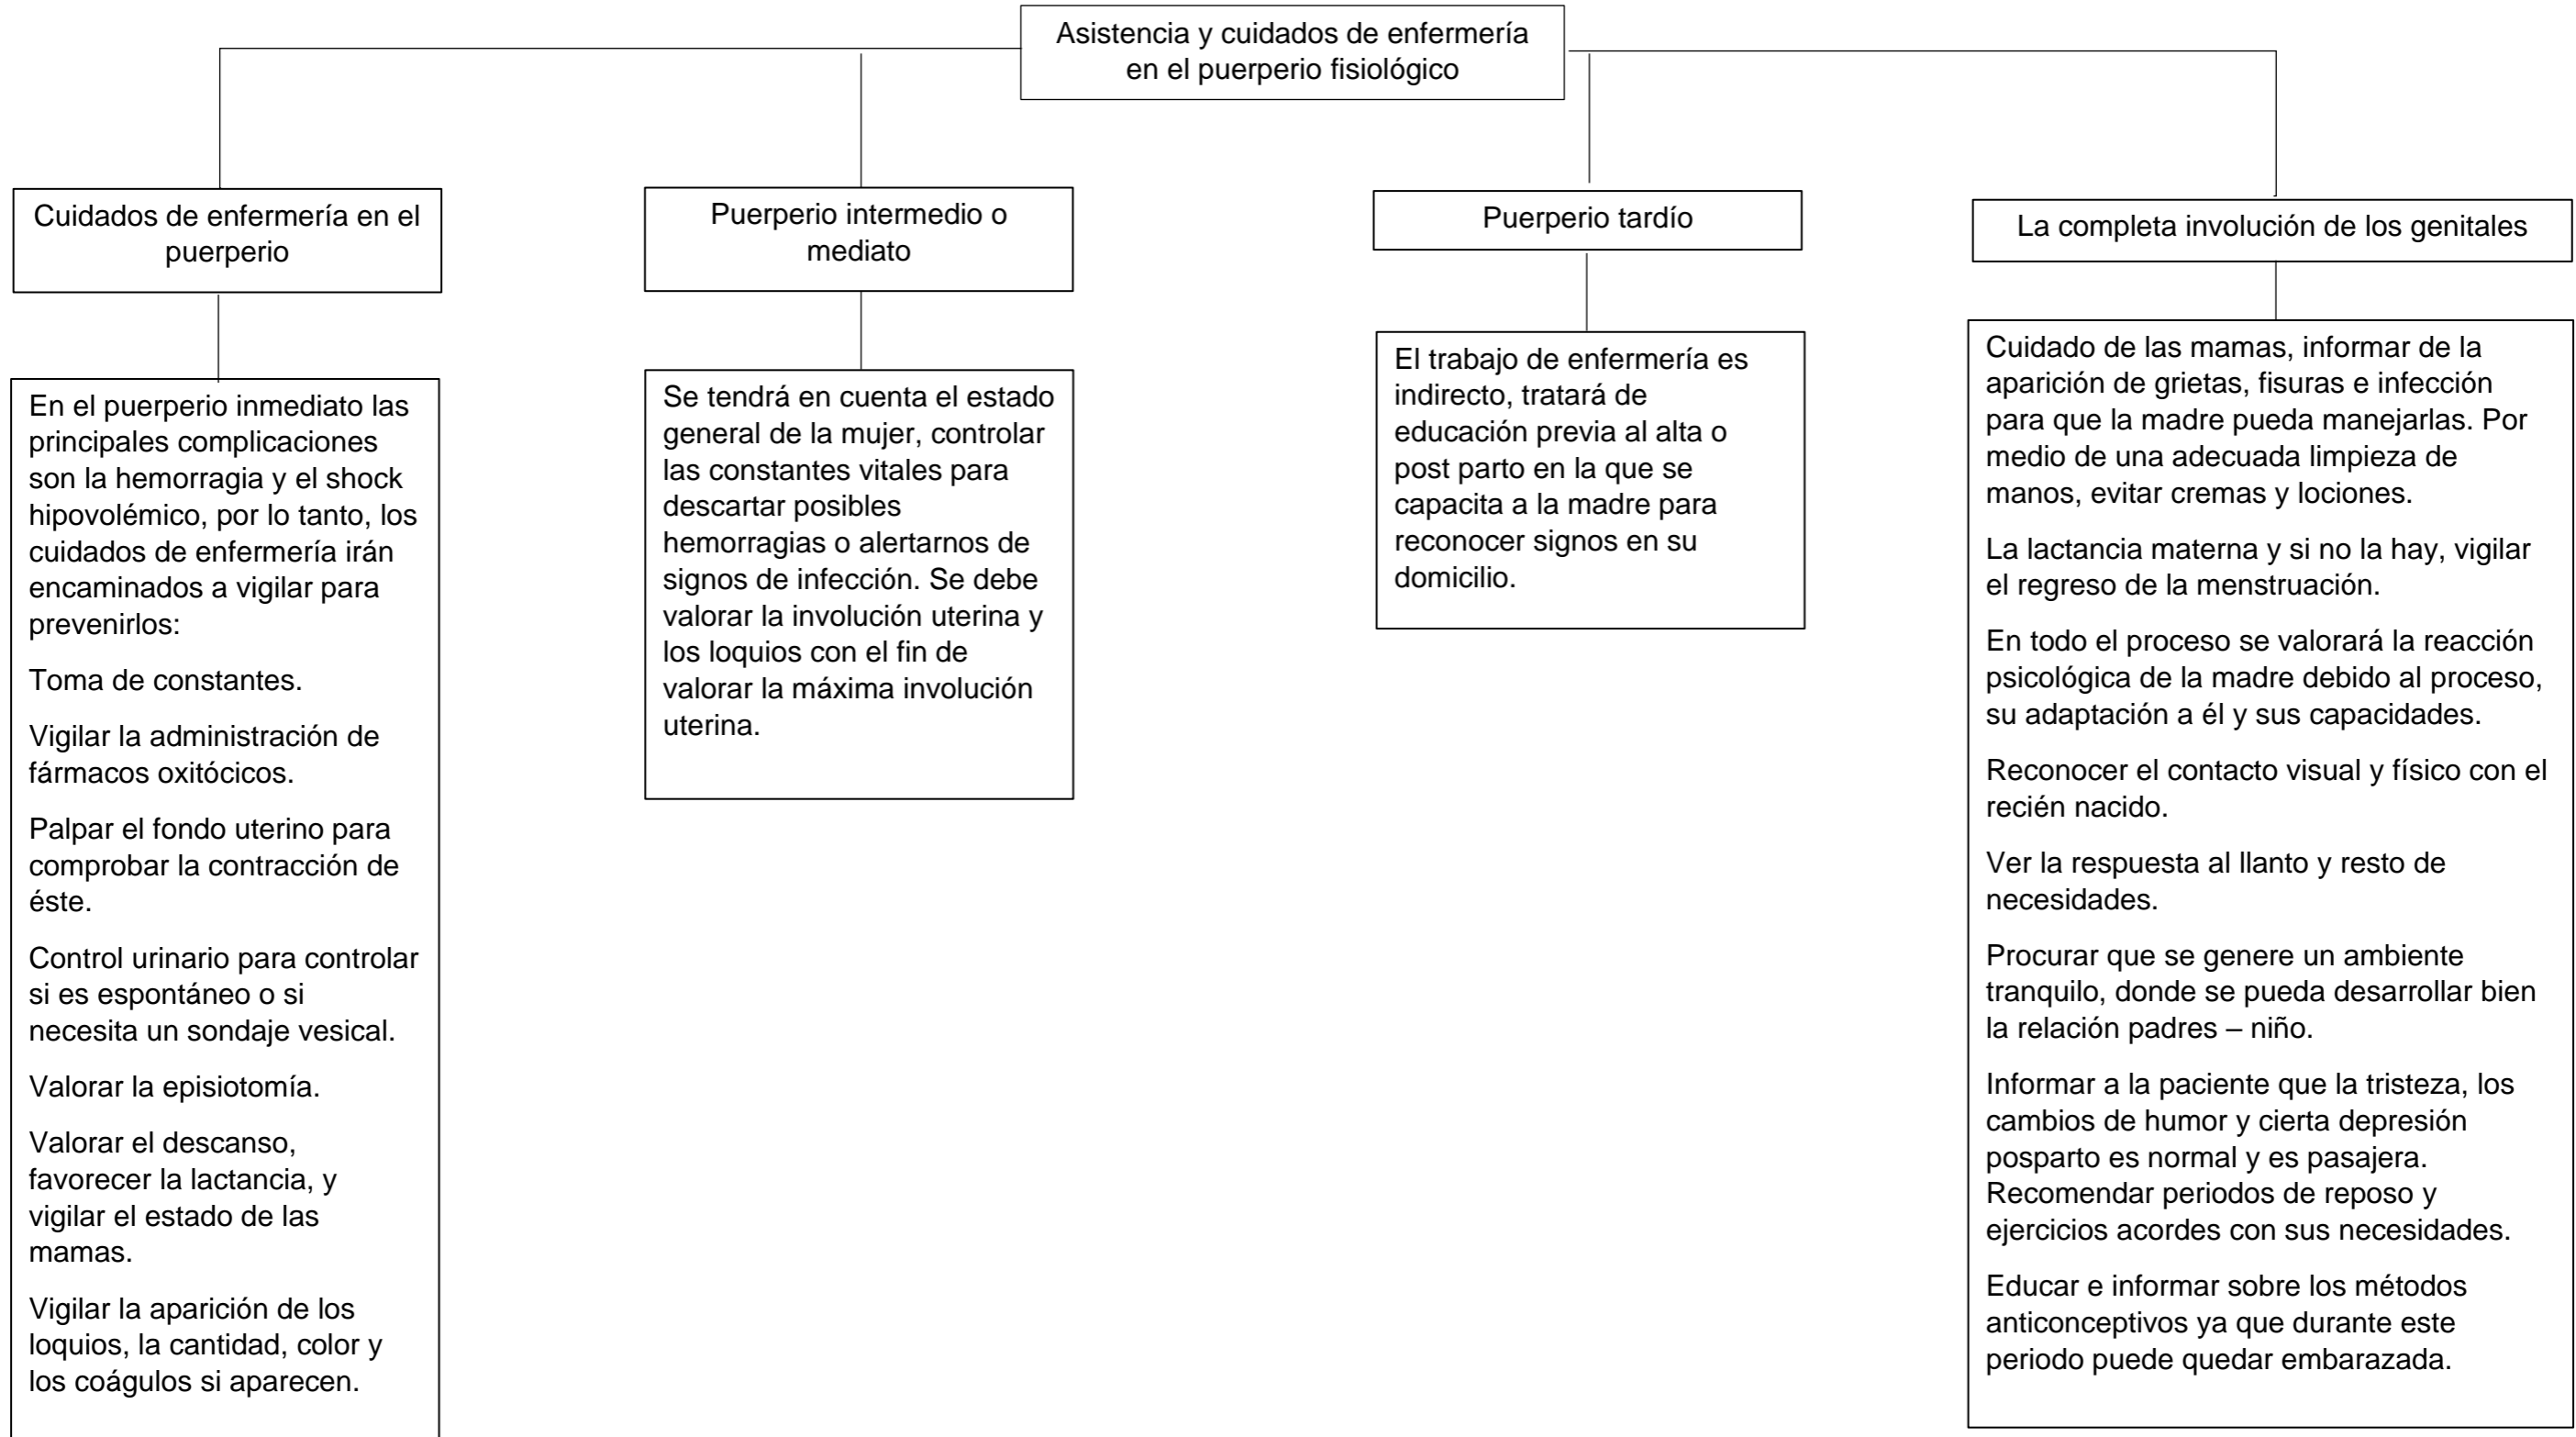 Asistencia y cuidados de enfermería
en el puerperio fisiológico
Cuidados de enfermería en el
puerperio
En el puerperio inmediato las
principales complicaciones
son la hemorragia y el shock
hipovolémico, por lo tanto, los
cuidados de enfermería irán
encaminados a vigilar para
prevenirlos:
Toma de constantes.
Vigilar la administración de
fármacos oxitócicos.
Palpar el fondo uterino para
comprobar la contracción de
éste.
Control urinario para controlar
si es espontáneo o si
necesita un sondaje vesical.
Valorar la episiotomía.
Valorar el descanso,
favorecer la lactancia, y
vigilar el estado de las
mamas.
Vigilar la aparición de los
loquios, la cantidad, color y
los coágulos si aparecen.
Puerperio intermedio o
mediato
Se tendrá en cuenta el estado
general de la mujer, controlar
las constantes vitales para
descartar posibles
hemorragias o alertarnos de
signos de infección. Se debe
valorar la involución uterina y
los loquios con el fin de
valorar la máxima involución
uterina.
Puerperio tardío
El trabajo de enfermería es
indirecto, tratará de
educación previa al alta o
post parto en la que se
capacita a la madre para
reconocer signos en su
domicilio.
La completa involución de los genitales
Cuidado de las mamas, informar de la
aparición de grietas, fisuras e infección
para que la madre pueda manejarlas. Por
medio de una adecuada limpieza de
manos, evitar cremas y lociones.
La lactancia materna y si no la hay, vigilar
el regreso de la menstruación.
En todo el proceso se valorará la reacción
psicológica de la madre debido al proceso,
su adaptación a él y sus capacidades.
Reconocer el contacto visual y físico con el
recién nacido.
Ver la respuesta al llanto y resto de
necesidades.
Procurar que se genere un ambiente
tranquilo, donde se pueda desarrollar bien
la relación padres – niño.
Informar a la paciente que la tristeza, los
cambios de humor y cierta depresión
posparto es normal y es pasajera.
Recomendar periodos de reposo y
ejercicios acordes con sus necesidades.
Educar e informar sobre los métodos
anticonceptivos ya que durante este
periodo puede quedar embarazada.